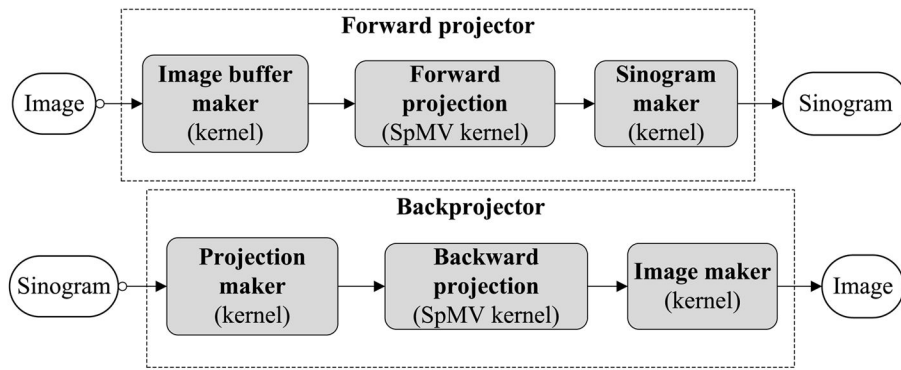 Forward projector
Image
Image buffer
maker
(kernel)
Forward
projection
(SpMV kernel)
Sinogram
maker
(kernel)
Sinogram
Backprojector
Sinogram
Projection
maker
(kernel)
Backward
projection
(SpMV kernel)
Image maker
(kernel)
Image